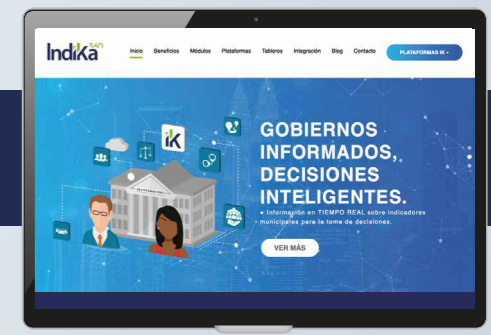 Indika
Inicio Beneficios Módulos Plataformas Tableros Integración Blog Contacto PLATAFORMAS IK
iK
GOBIERNOS
INFORMADOS,
DECISIONES
INTELIGENTES.
• Información en TIEMPO REAL sobre indicadores
municipales para la toma de decisiones.
VER MÁS